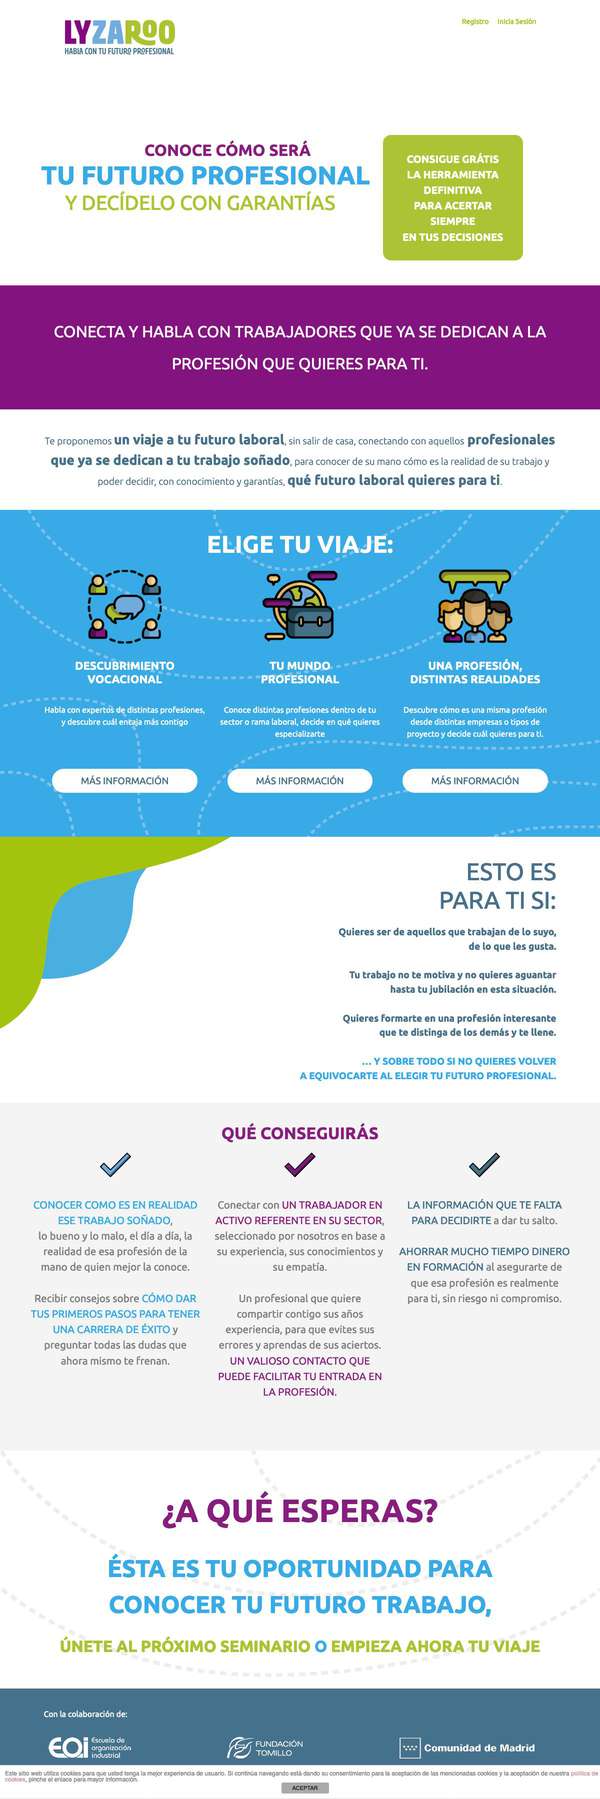 LYZAROO
HABLA CON TU FUTURO PROFESIONAL
Registro Inicia Sesión
CONOCE CÓMO SERÁ
TU FUTURO PROFESIONAL
Y DECÍDELO CON GARANTÍAS
CONSIGUE GRÁTIS
LA HERRAMIENTA
DEFINITIVA
PARA ACERTAR
SIEMPRE
EN TUS DECISIONES
CONECTA Y HABLA CON TRABAJADORES QUE YA SE DEDICAN A LA
PROFESIÓN QUE QUIERES PARA TI.
Te proponemos un viaje a tu futuro laboral, sin salir de casa, conectando con aquellos profesionales
que ya se dedican a tu trabajo soñado, para conocer de su mano cómo es la realidad de su trabajo y
poder decidir, con conocimiento y garantías, qué futuro laboral quieres para ti.
ELIGE TU VIAJE:
DESCUBRIMIENTO
VOCACIONAL
Habla con expertos de distintas profesiones,
y descubre cuál entaja más contigo
MÁS INFORMACIÓN
TU MUNDO
PROFESIONAL
Conoce distintas profesiones dentro de tu
sector o rama laboral, decide en qué quieres
especializarte
MÁS INFORMACIÓN
UNA PROFESIÓN,
DISTINTAS REALIDADES
Descubre cómo es una misma profesión
desde distintas empresas o tipos de
proyecto y decide cuál quieres para ti.
MÁS INFORMACIÓN
ESTO ES
PARA TI SI:
Quieres ser de aquellos que trabajan de lo suyo,
de lo que les gusta.
Tu trabajo no te motiva y no quieres aguantar
hasta tu jubilación en esta situación.
Quieres formarte en una profesión interesante
que te distinga de los demás y te llene.
... Y SOBRE TODO SI NO QUIERES VOLVER
A EQUIVOCARTE AL ELEGIR TU FUTURO PROFESIONAL.
QUÉ CONSEGUIRÁS
CONOCER COMO ES EN REALIDAD
ESE TRABAJO SOÑADO,
lo bueno y lo malo, el día a día, la
realidad de esa profesión de la
mano de quien mejor la conoce.
Recibir consejos sobre CÓMO DAR
TUS PRIMEROS PASOS PARA TENER
UNA CARRERA DE ÉXITO y
preguntar todas las dudas que
ahora mismo te frenan.
Conectar con UN TRABAJADOR EN
ACTIVO REFERENTE EN SU SECTOR,
seleccionado por nosotros en base a
su experiencia, sus conocimientos y
su empatía.
Un profesional que quiere
compartir contigo sus años
experiencia, para que evites sus
errores y aprendas de sus aciertos.
UN VALIOSO CONTACTO QUE
PUEDE FACILITAR TU ENTRADA EN
LA PROFESIÓN.
LA INFORMACIÓN QUE TE FALTA
PARA DECIDIRTE a dar tu salto.
AHORRAR MUCHO TIEMPO DINERO
EN FORMACIÓN al asegurarte de
que esa profesión es realmente
para ti, sin riesgo ni compromiso.
¿A QUÉ ESPERAS?
ÉSTA ES TU OPORTUNIDAD PARA
CONOCER TU FUTURO TRABAJO,
ÚNETE AL PRÓXIMO SEMINARIO O EMPIEZA AHORA TU VIAJE
Con la colaboración de:
EOI Escuela de
organización
industrial
FUNDACIÓN
TOMILLO
Comunidad de Madrid
Este sitio web utiliza cookies para que usted tenga la mejor experiencia de usuario. Si continúa navegando está dando su consentimiento para la aceptación de las mencionadas cookies y la aceptación de nuestra política de
cookies, pinche el enlace para mayor información.
ACEPTAR